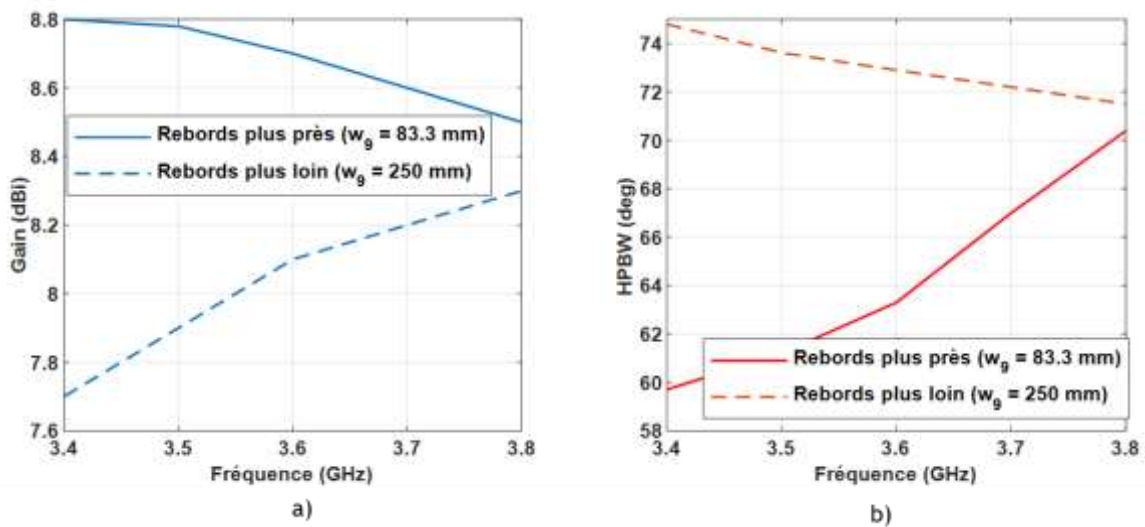 8.8
8.6
8.4
8.2
8
7.8
7.6
Gain (dBi)
Rebords plus près (w9 = 83.3 mm)
Rebords plus loin (w9 = 250 mm)
3.4 3.5 3.6 3.7 3.8
Fréquence (GHz)
a)
74
72
70
68
66
64
62
60
58
HPBW (deg)
Rebords plus près (w9 = 83.3 mm)
Rebords plus loin (w9 = 250 mm)
3.4 3.5 3.6 3.7 3.8
Fréquence (GHz)
b)